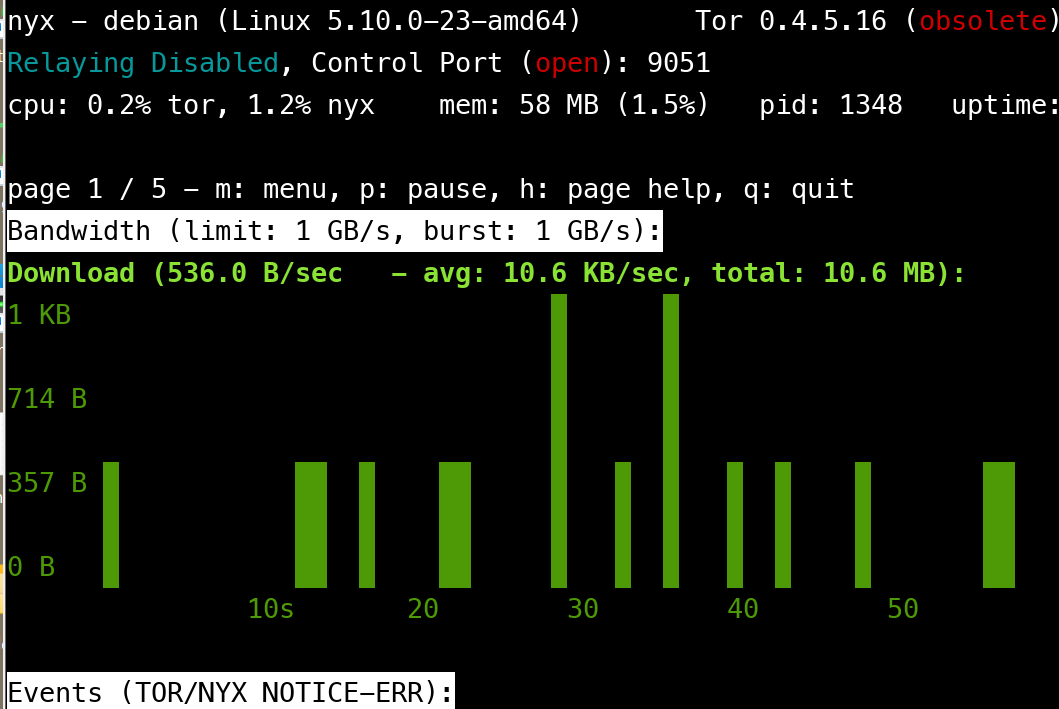 nyx - debian (Linux 5.10.0-23-amd64) Tor 0.4.5.16 (obsolete)
Relaying Disabled, Control Port (open): 9051
cpu: 0.2% tor, 1.2% nyx mem: 58 MB (1.5%) pid: 1348 uptime:
page 1 / 5 - m: menu, p: pause, h: page help, q: quit
Bandwidth (limit: 1 GB/s, burst: 1 GB/s):
Download (536.0 B/sec - avg: 10.6 KB/sec, total: 10.6 MB):
1 KB
714 B
357 B
0 B
10s 20 30 40 50
Events (TOR/NYX NOTICE-ERR):